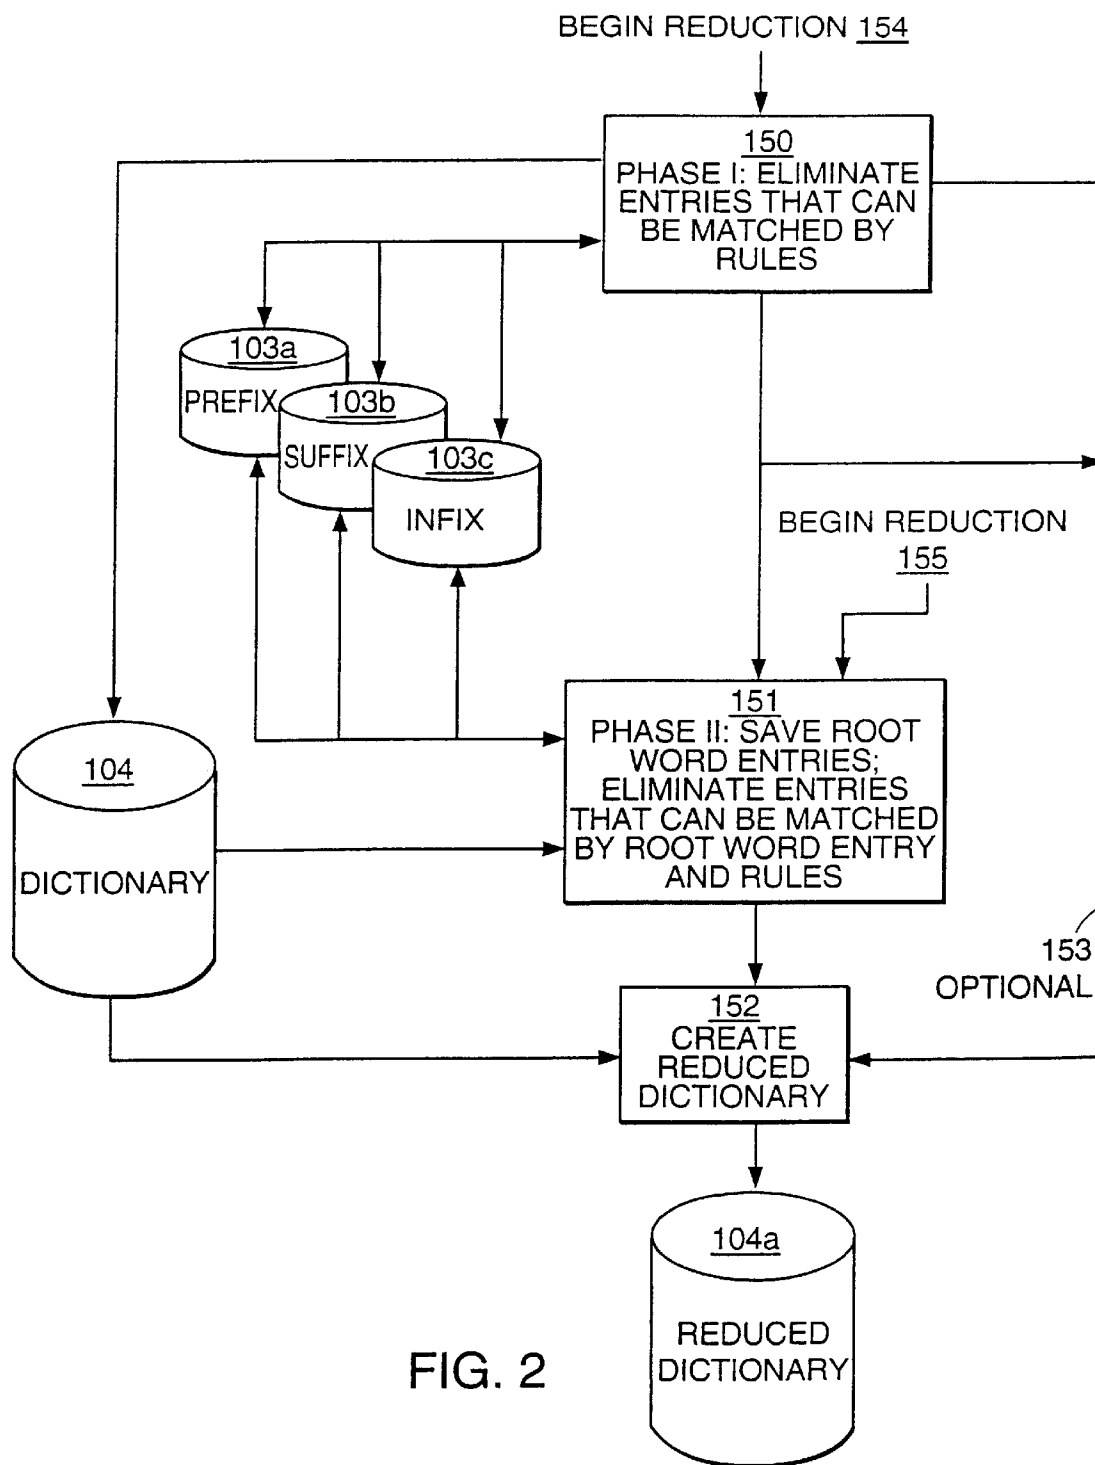 BEGIN REDUCTION 154
150
PHASE I: ELIMINATE
ENTRIES THAT CAN
BE MATCHED BY
RULES
103a
PREFIX
103b
SUFFIX
103c
INFIX
BEGIN REDUCTION
155
151
PHASE II: SAVE ROOT
WORD ENTRIES;
ELIMINATE ENTRIES
THAT CAN BE MATCHED
BY ROOT WORD ENTRY
AND RULES
104
DICTIONARY
153
OPTIONAL
152
CREATE
REDUCED
DICTIONARY
104a
REDUCED
DICTIONARY
FIG. 2